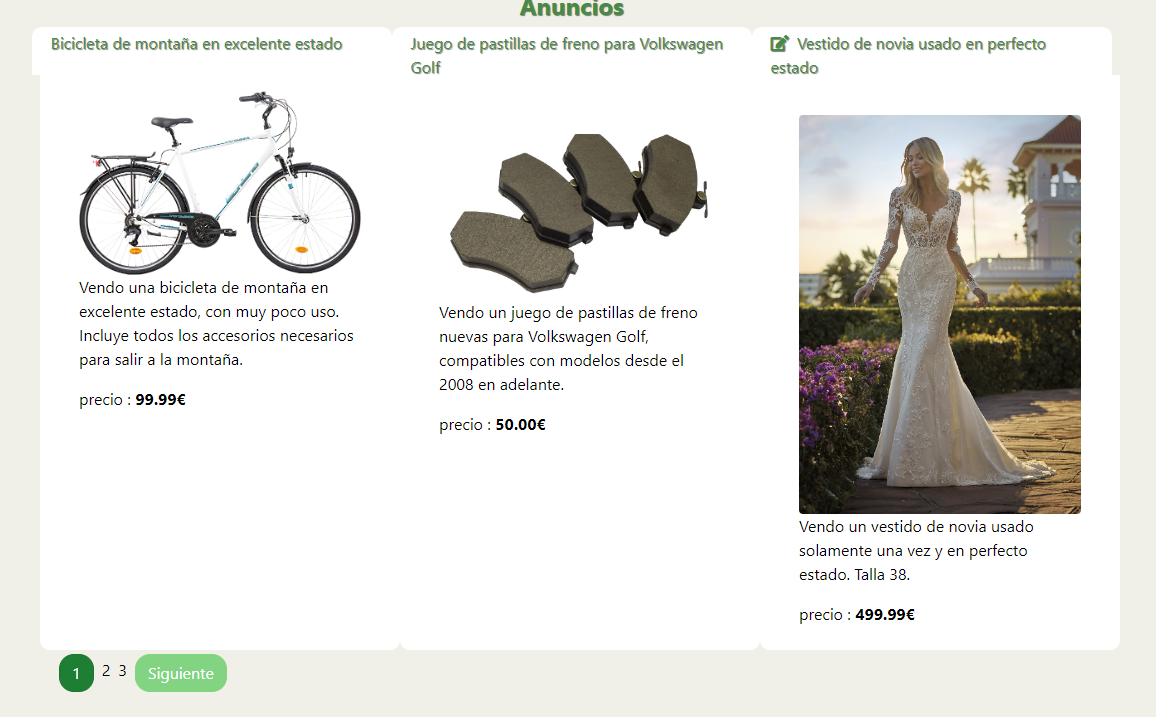 Anuncios
Bicicleta de montaña en excelente estado
Vendo una bicicleta de montaña en
excelente estado, con muy poco uso.
Incluye todos los accesorios necesarios
para salir a la montaña.
precio : 99.99€
Juego de pastillas de freno para Volkswagen
Golf
Vendo un juego de pastillas de freno
nuevas para Volkswagen Golf,
compatibles con modelos desde el
2008 en adelante.
precio : 50.00€
Vestido de novia usado en perfecto
estado
Vendo un vestido de novia usado
solamente una vez y en perfecto
estado. Talla 38.
precio : 499.99€
1 2 3 Siguiente